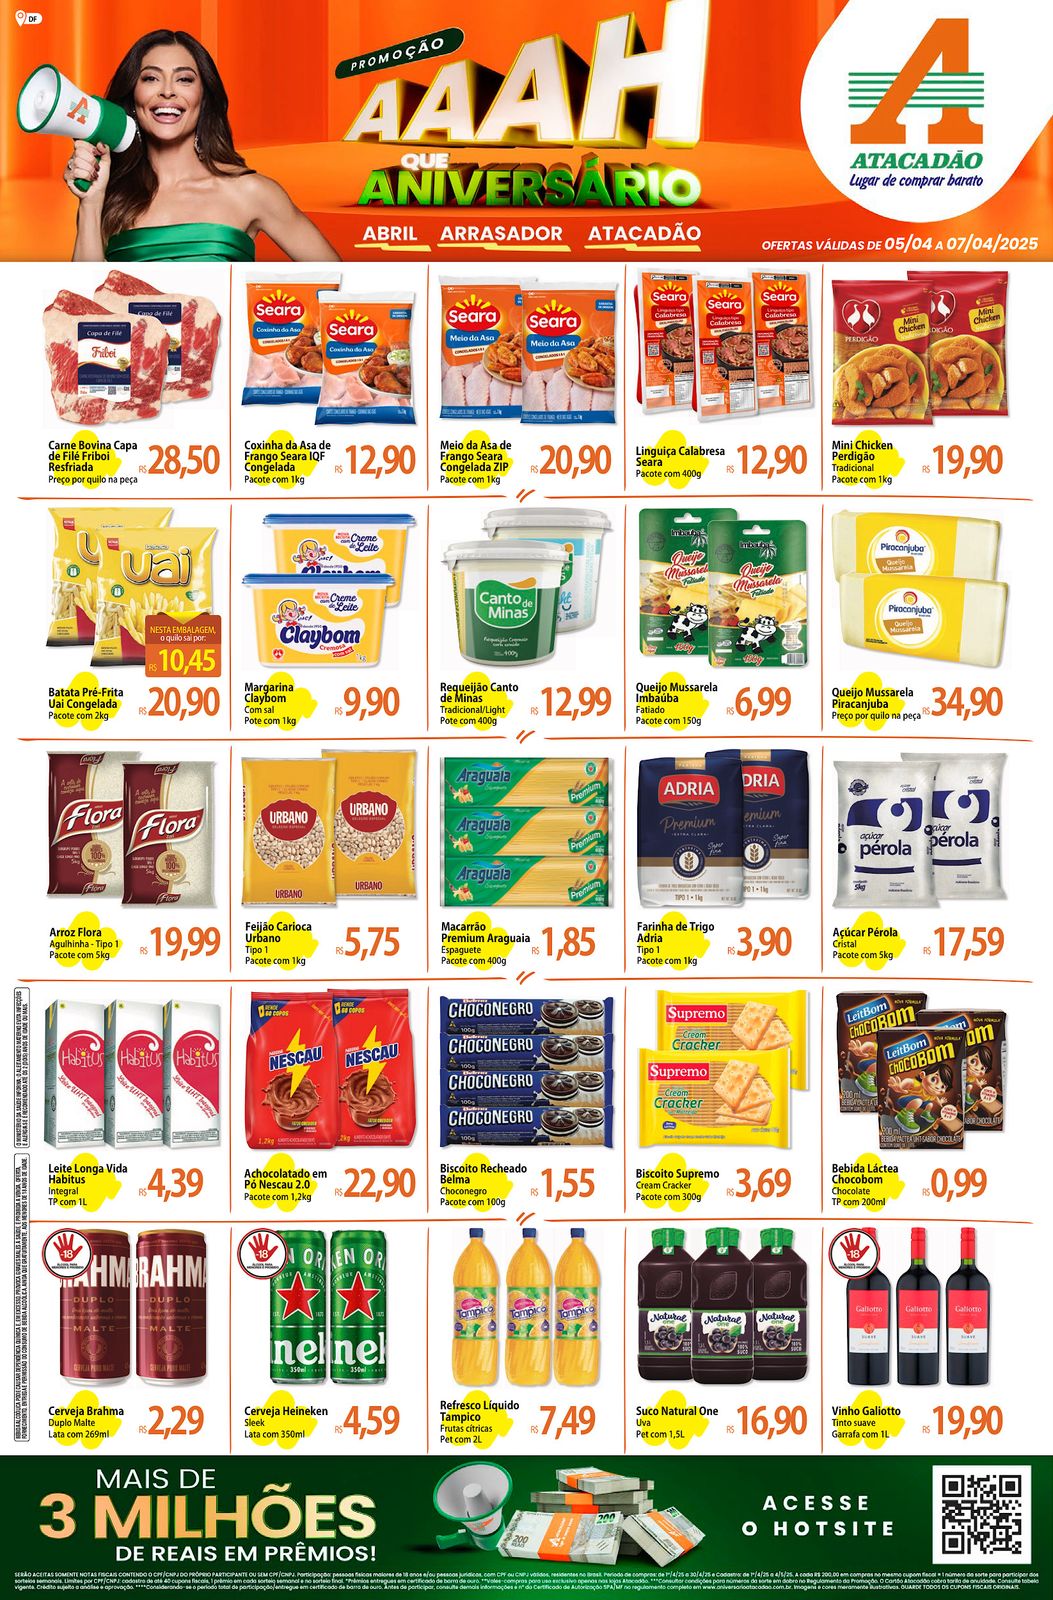 DF
PROMOÇÃO
AAAH
QUE
ANIVERSÁRIO
ABRIL ARRASADOR ATACADÃO
A
ATACADÃO
Lugar de comprar barato
OFERTAS VÁLIDAS DE 05/04 A 07/04/2025
Carne Bovina Capa
de Filé Friboi
Resfriada
Preço por quilo na peça
R$ 28,50
Coxinha da Asa de
Frango Seara IQF
Congelada
Pacote com 1kg
R$ 12,90
Meio da Asa de
Frango Seara
Congelada ZIP
Pacote com 1kg
R$ 20,90
Linguiça Calabresa
Seara
Pacote com 400g
R$ 12,90
Mini Chicken
Perdigão
Tradicional
Pacote com 1kg
R$ 19,90
NESTA EMBALAGEM,
o quilo sai por:
R$ 10,45
Batata Pré-Frita
Uai Congelada
Pacote com 2kg
R$ 20,90
Margarina
Claybom
Com sal
Pote com 1kg
R$ 9,90
Requeijão Canto
de Minas
Tradicional/Light
Pote com 400g
R$ 12,99
Queijo Mussarela
Imbaúba
Fatiado
Pacote com 150g
R$ 6,99
Queijo Mussarela
Piracanjuba
Preço por quilo na peça
R$ 34,90
Arroz Flora
Agulhinha - Tipo 1
Pacote com 5kg
R$ 19,99
Feijão Carioca
Urbano
Tipo 1
Pacote com 1kg
R$ 5,75
Macarrão
Premium Araguaia
Espaguete
Pacote com 400g
R$ 1,85
Farinha de Trigo
Adria
Tipo 1
Pacote com 1kg
R$ 3,90
Açúcar Pérola
Cristal
Pacote com 5kg
R$ 17,59
Leite Longa Vida
Habitus
Integral
TP com 1L
R$ 4,39
Achocolatado em
Pó Nescau 2.0
Pacote com 1,2kg
R$ 22,90
Biscoito Recheado
Belma
Choconegro
Pacote com 100g
R$ 1,55
Biscoito Supremo
Cream Cracker
Pacote com 300g
R$ 3,69
Bebida Láctea
Chocobom
Chocolate
TP com 200ml
R$ 0,99
Cerveja Brahma
Duplo Malte
Lata com 269ml
R$ 2,29
Cerveja Heineken
Sleek
Lata com 350ml
R$ 4,59
Refresco Líquido
Tampico
Frutas cítricas
Pet com 2L
R$ 7,49
Suco Natural One
Uva
Pet com 1,5L
R$ 16,90
Vinho Galiotto
Tinto suave
Garrafa com 1L
R$ 19,90
MAIS DE
3 MILHÕES
DE REAIS EM PRÊMIOS!
ACESSE
O HOTSITE